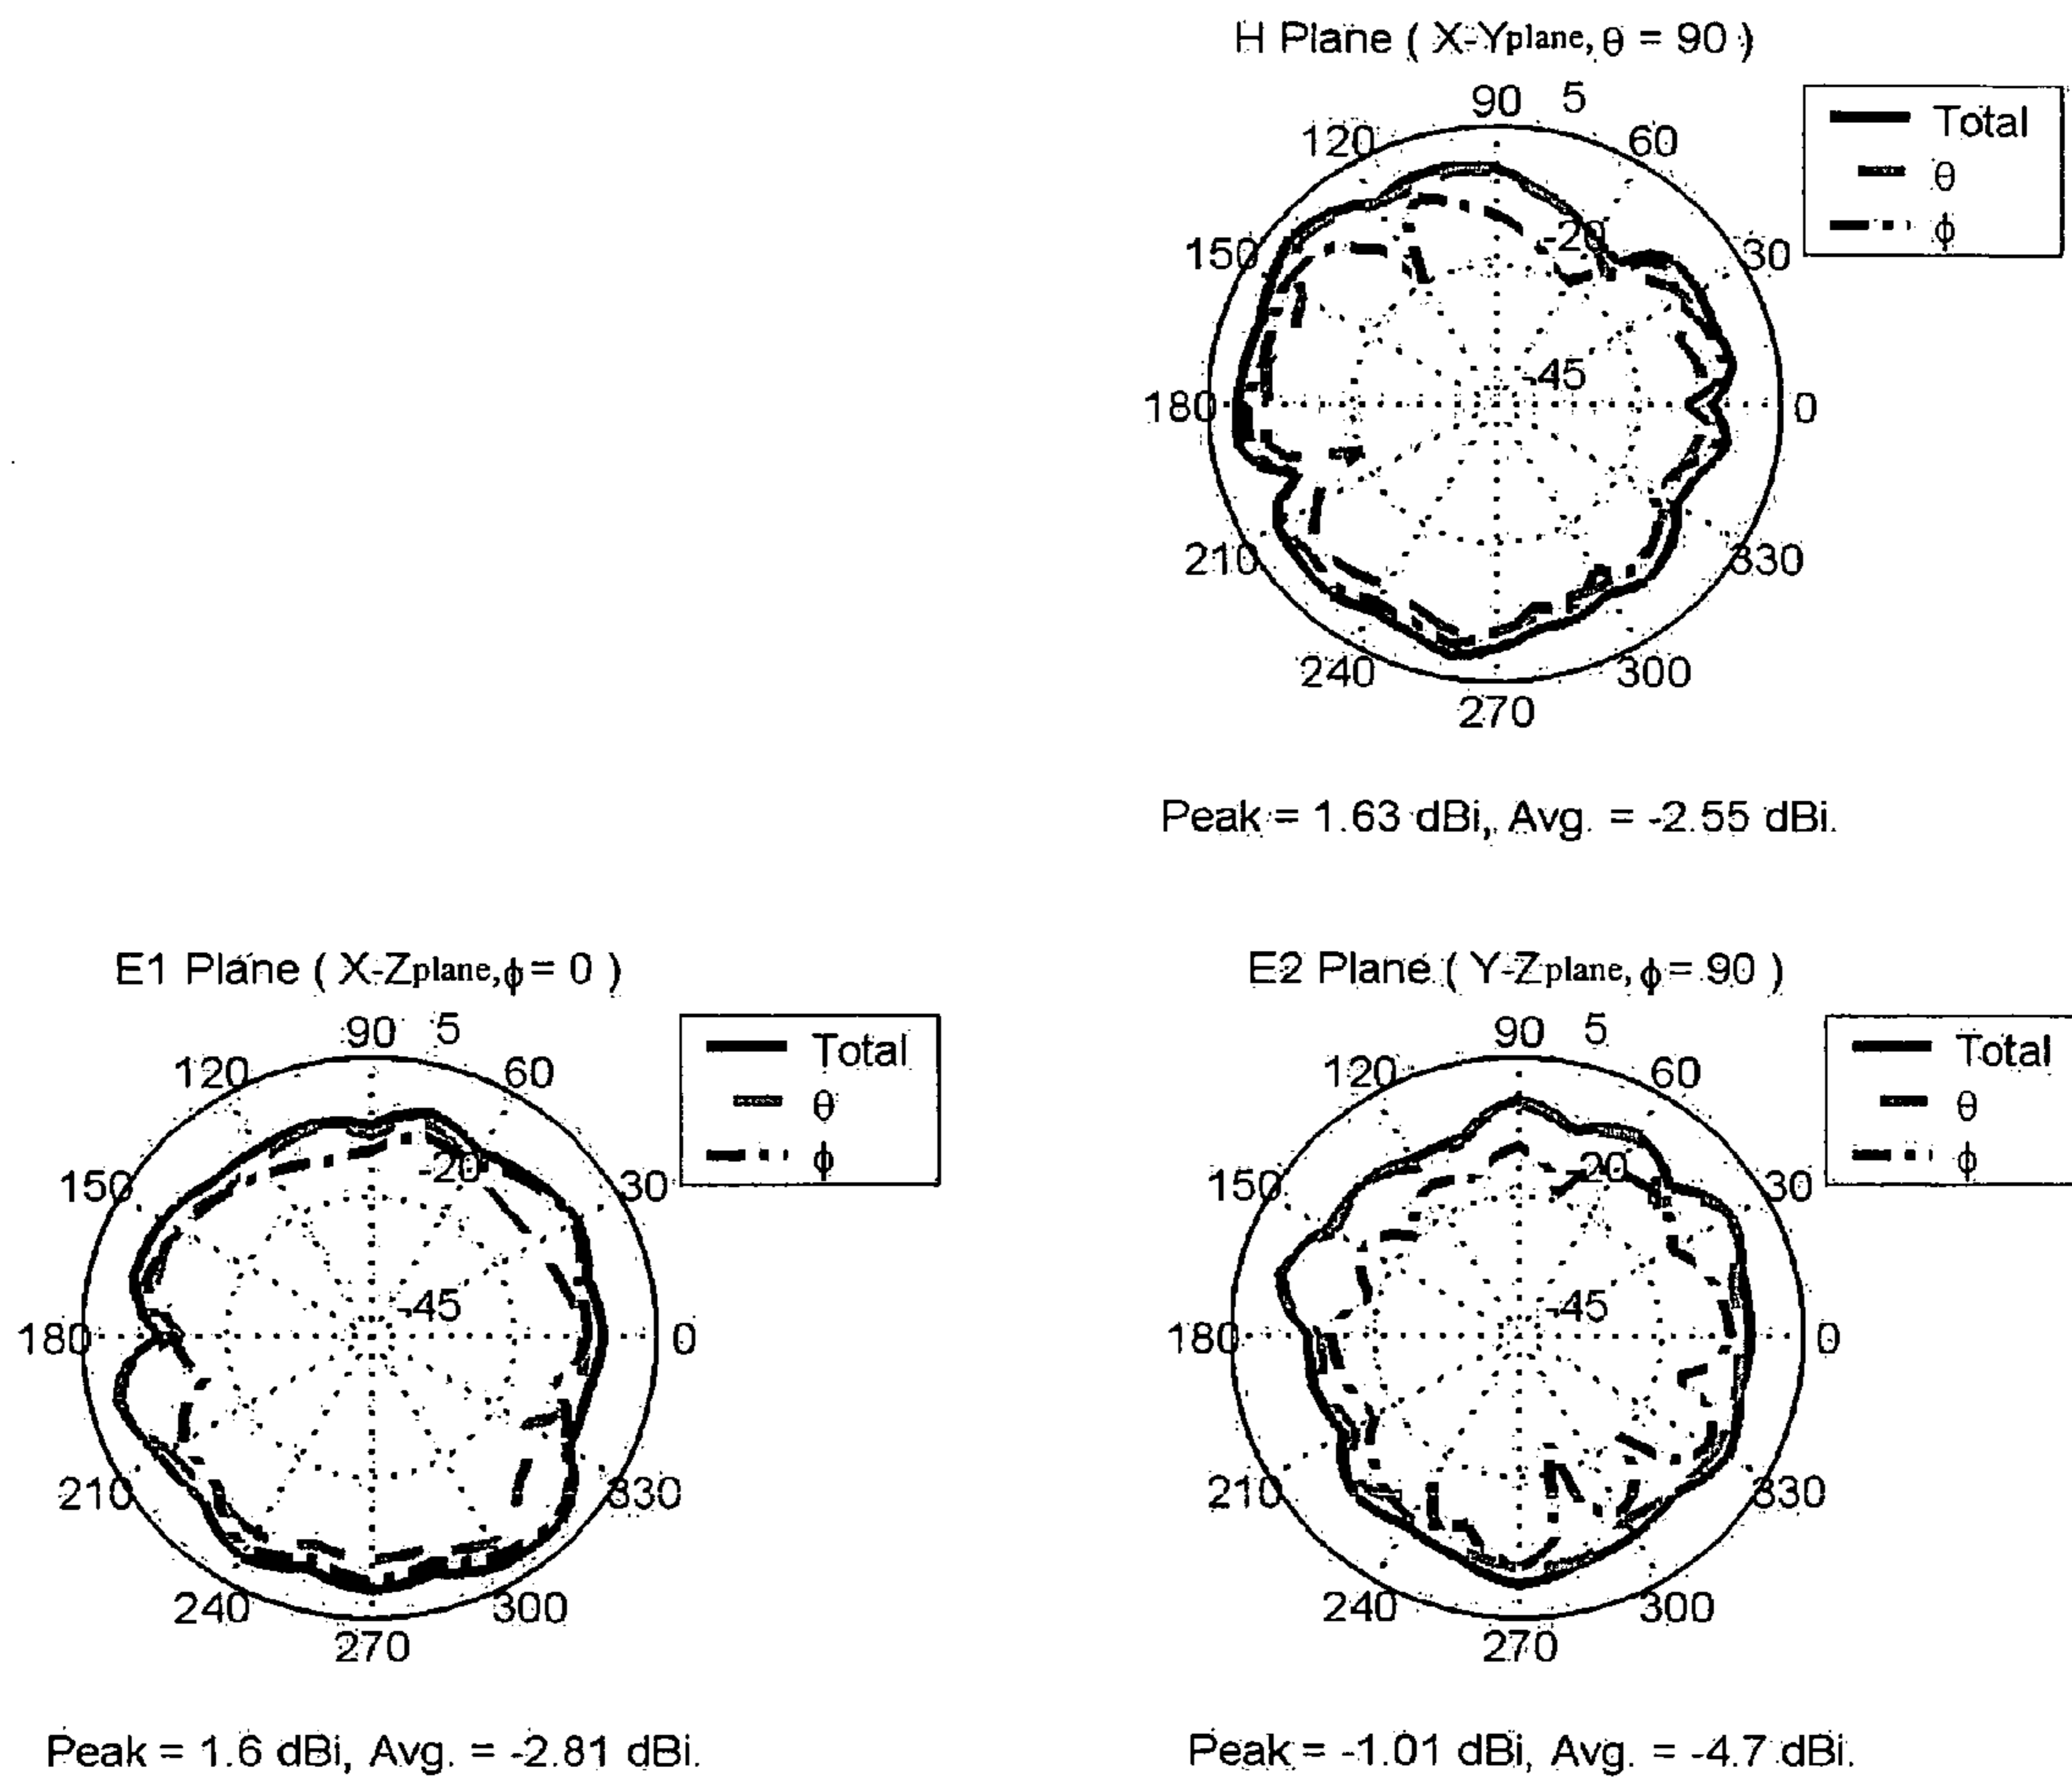 H Plane ( X-Yplane, θ = 90 )
90 5
120 60
Total
θ
ϕ
150 -20 30
-45
180 0
210 330
240 300
270
Peak = 1.63 dBi, Avg. = -2.55 dBi.
E1 Plane ( X-Zplane,ϕ = 0 )
90 5
120 60
Total
θ
ϕ
150 -20 30
-45
180 0
210 330
240 300
270
Peak = 1.6 dBi, Avg. = -2.81 dBi.
E2 Plane ( Y-Zplane, ϕ = 90 )
90 5
120 60
Total
θ
ϕ
150 -20 30
-45
180 0
210 330
240 300
270
Peak = -1.01 dBi, Avg. = -4.7 dBi.